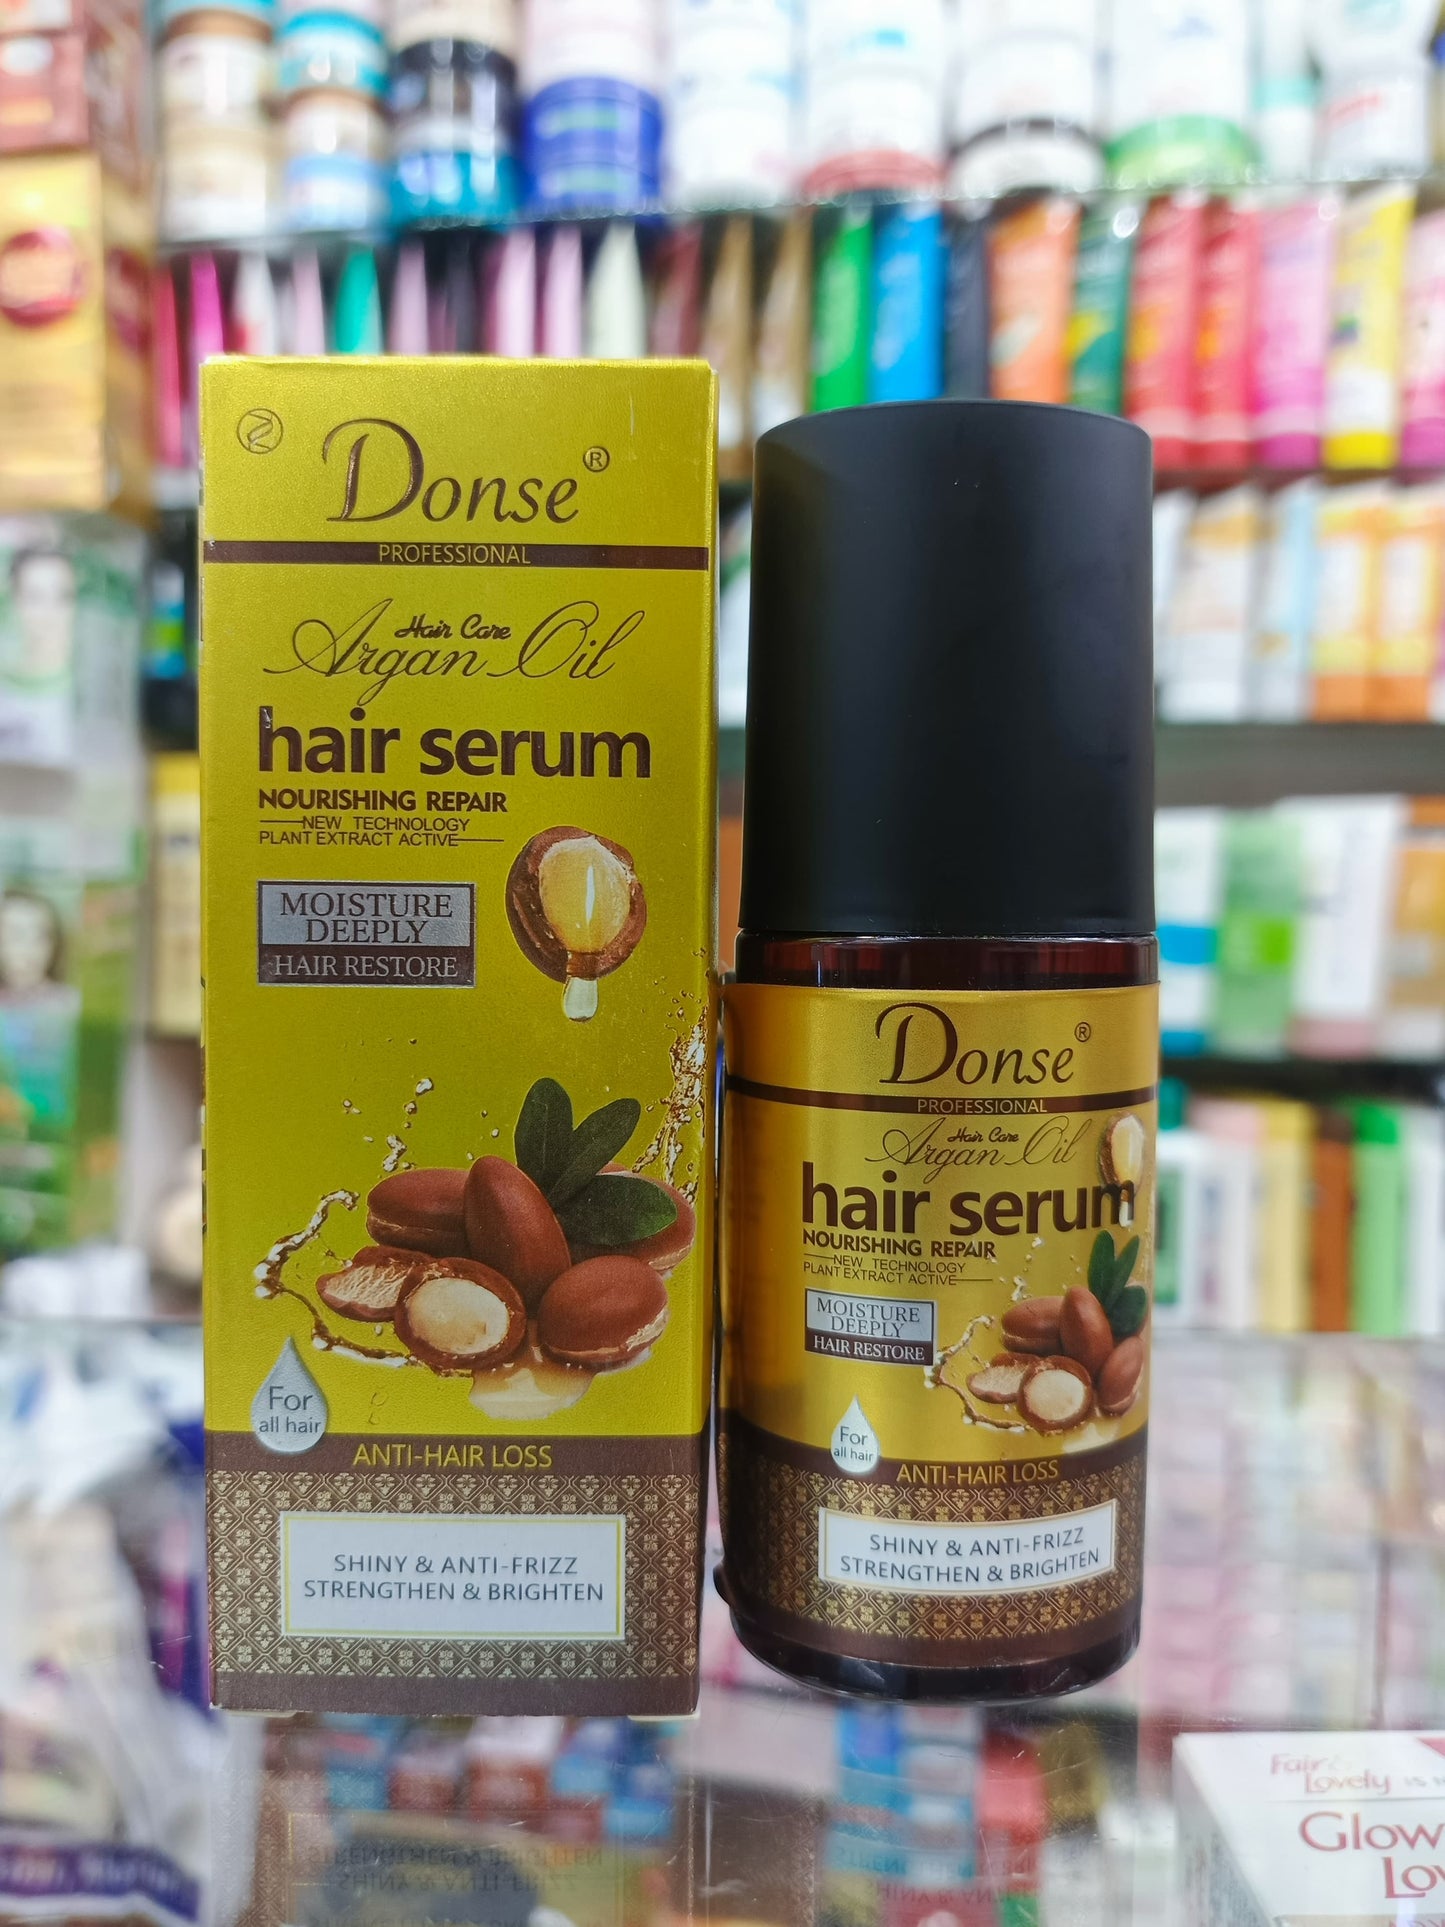 Donse®
PROFESSIONAL
Hair Care
Argan Oil
hair serum
NOURISHING REPAIR
NEW TECHNOLOGY
PLANT EXTRACT ACTIVE
MOISTURE
DEEPLY
HAIR RESTORE
For
all hair
ANTI-HAIR LOSS
SHINY & ANTI-FRIZZ
STRENGTHEN & BRIGHTEN
Donse®
PROFESSIONAL
Hair Care
Argan Oil
hair serum
NOURISHING REPAIR
NEW TECHNOLOGY
PLANT EXTRACT ACTIVE
MOISTURE
DEEPLY
HAIR RESTORE
For
all hair
ANTI-HAIR LOSS
SHINY & ANTI-FRIZZ
STRENGTHEN & BRIGHTEN
Fair &
Lovely is
Glow
Lo